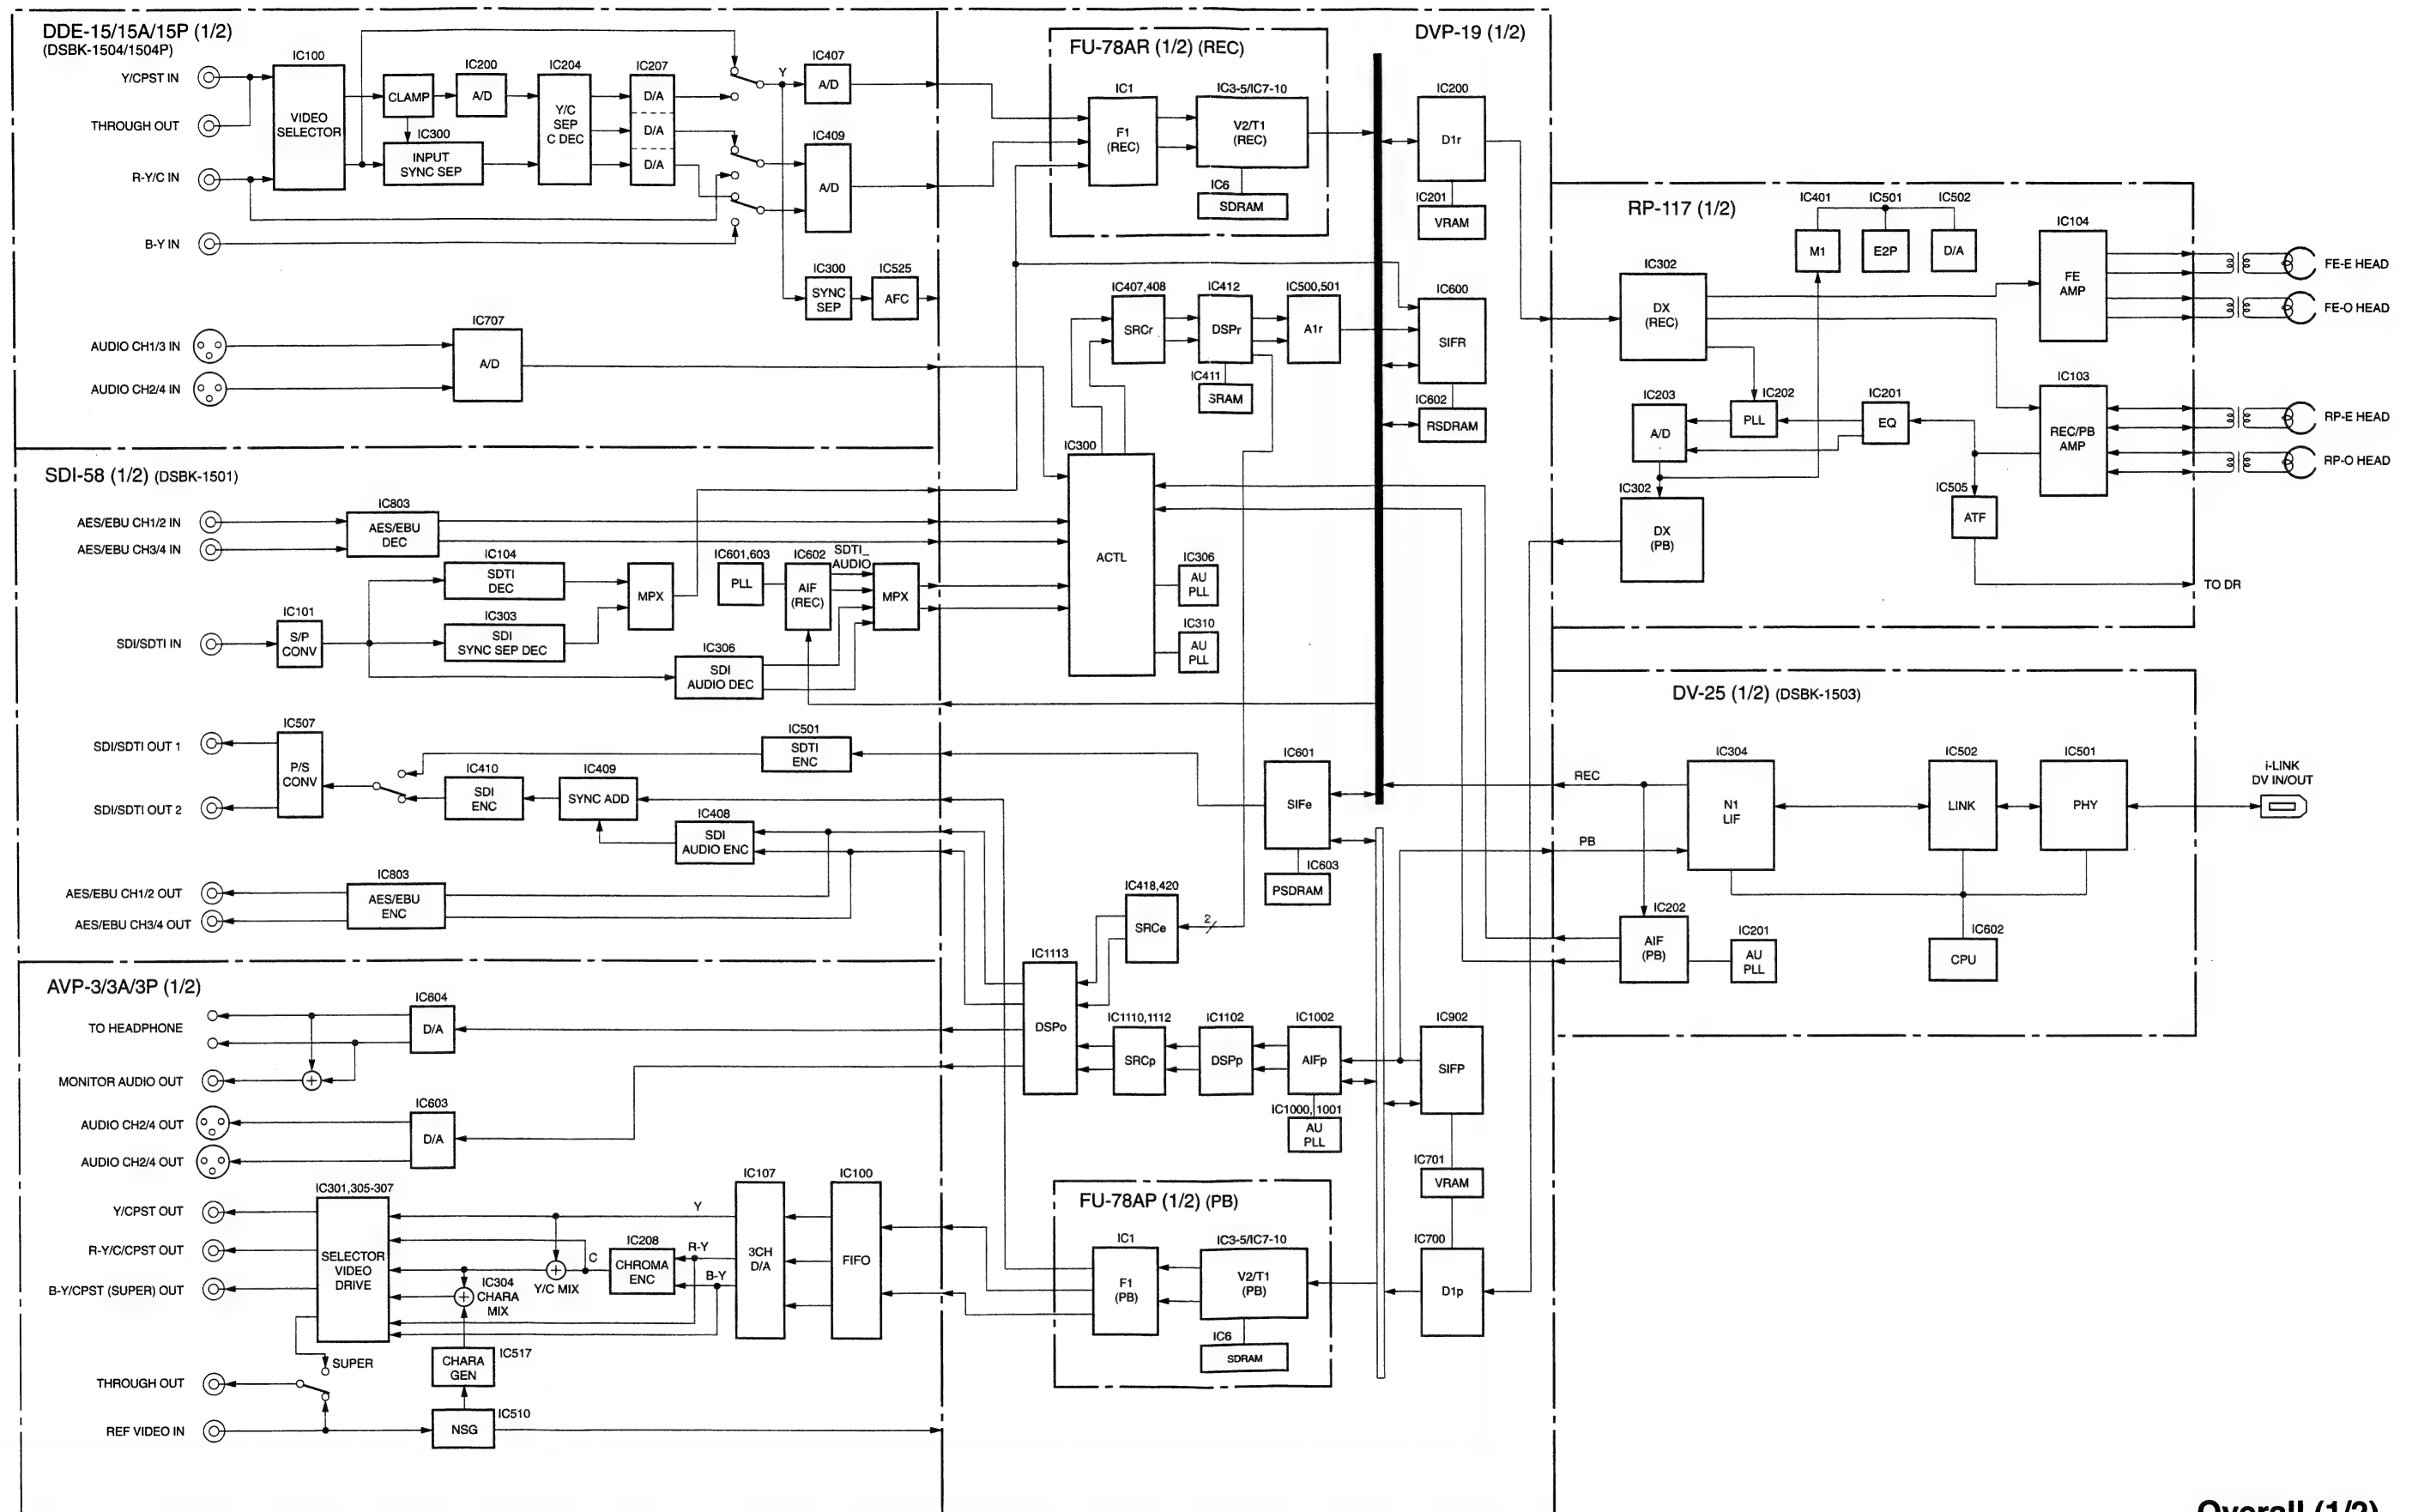 DDE-15/15A/15P (1/2)
(DSBK-1504/1504P)
Y/CPST IN
THROUGH OUT
R-Y/C IN
B-Y IN
AUDIO CH1/3 IN
AUDIO CH2/4 IN
IC100
VIDEO
SELECTOR
CLAMP
IC200
A/D
IC300
INPUT
SYNC SEP
IC204
Y/C
SEP
C DEC
IC207
D/A
D/A
D/A
Y
IC407
A/D
IC409
A/D
IC300
SYNC
SEP
IC525
AFC
IC707
A/D
SDI-58 (1/2) (DSBK-1501)
AES/EBU CH1/2 IN
AES/EBU CH3/4 IN
IC803
AES/EBU
DEC
SDI/SDTI IN
IC101
S/P
CONV
IC104
SDTI
DEC
IC303
SDI
SYNC SEP DEC
MPX
IC601,603
PLL
IC602
AIF
(REC)
SDTI_
AUDIO
MPX
IC306
SDI
AUDIO DEC
SDI/SDTI OUT 1
SDI/SDTI OUT 2
IC507
P/S
CONV
IC410
SDI
ENC
IC409
SYNC ADD
IC501
SDTI
ENC
IC408
SDI
AUDIO ENC
AES/EBU CH1/2 OUT
AES/EBU CH3/4 OUT
IC803
AES/EBU
ENC
AVP-3/3A/3P (1/2)
TO HEADPHONE
MONITOR AUDIO OUT
AUDIO CH2/4 OUT
AUDIO CH2/4 OUT
IC604
D/A
IC603
D/A
Y/CPST OUT
R-Y/C/CPST OUT
B-Y/CPST (SUPER) OUT
THROUGH OUT
REF VIDEO IN
IC301,305-307
SELECTOR
VIDEO
DRIVE
SUPER
IC304
CHARA
MIX
Y/C MIX
C
IC208
CHROMA
ENC
Y
R-Y
B-Y
IC107
3CH
D/A
IC100
FIFO
IC517
CHARA
GEN
IC510
NSG
DVP-19 (1/2)
FU-78AR (1/2) (REC)
IC1
F1
(REC)
IC3-5/IC7-10
V2/T1
(REC)
IC6
SDRAM
IC200
D1r
IC201
VRAM
IC407,408
SRCr
IC412
DSPr
IC411
SRAM
IC500,501
A1r
IC600
SIFR
IC602
RSDRAM
IC300
ACTL
IC306
AU
PLL
IC310
AU
PLL
IC601
SIFe
IC603
PSDRAM
IC418,420
SRCe
2
IC1113
DSPo
IC1110,1112
SRCp
IC1102
DSPp
IC1002
AIFp
IC1000, 1001
AU
PLL
IC902
SIFP
IC701
VRAM
IC700
D1p
FU-78AP (1/2) (PB)
IC1
F1
(PB)
IC3-5/IC7-10
V2/T1
(PB)
IC6
SDRAM
RP-117 (1/2)
IC401
M1
IC501
E2P
IC502
D/A
IC104
FE
AMP
FE-E HEAD
FE-O HEAD
IC302
DX
(REC)
IC203
A/D
IC202
PLL
IC201
EQ
IC103
REC/PB
AMP
RP-E HEAD
RP-O HEAD
IC302
DX
(PB)
IC505
ATF
TO DR
DV-25 (1/2) (DSBK-1503)
REC
PB
IC304
N1
LIF
IC502
LINK
IC501
PHY
i-LINK
DV IN/OUT
IC202
AIF
(PB)
IC201
AU
PLL
IC602
CPU
Overall (1/2)